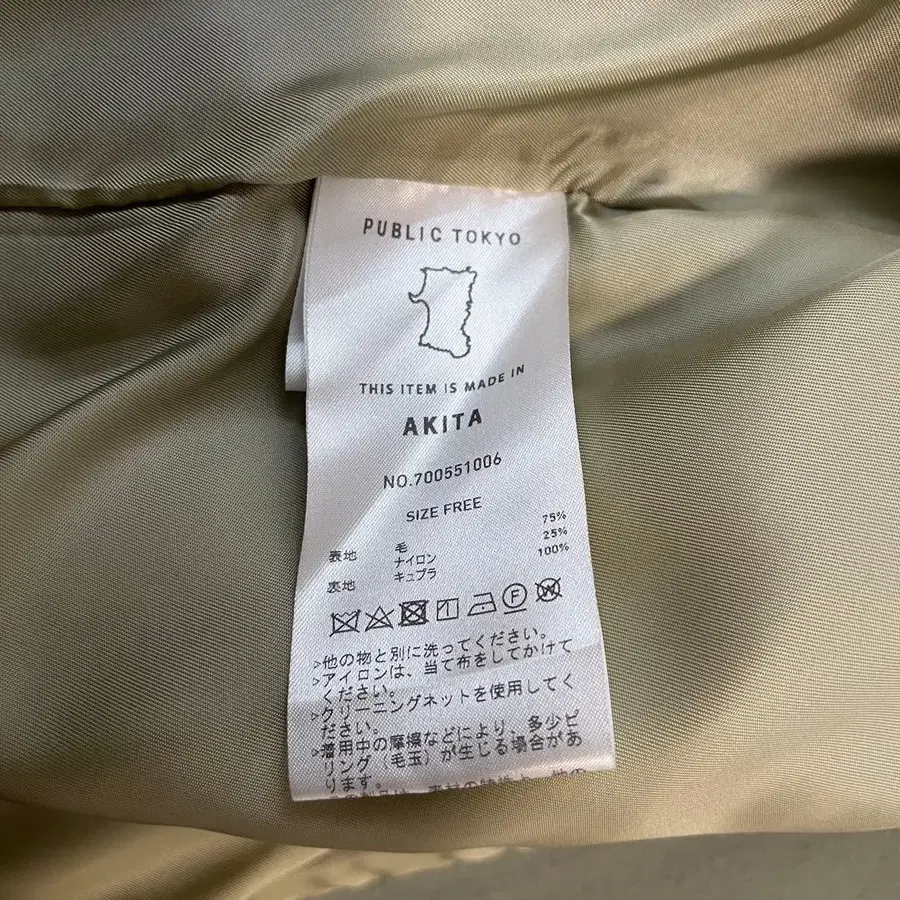 PUBLIC TOKYO
THIS ITEM IS MADE IN
AKITA
NO.700551006
SIZE FREE
表地 毛 75%
ナイロン 25%
裏地 キュプラ 100%
F W
>他の物と別に洗ってください。
>アイロンは、当て布をしてかけて
ください。
>クリーニングネットを使用してく
ださい。
>着用中の摩擦などにより、多少ピ
リング(毛玉)が生じる場合があ
ります。